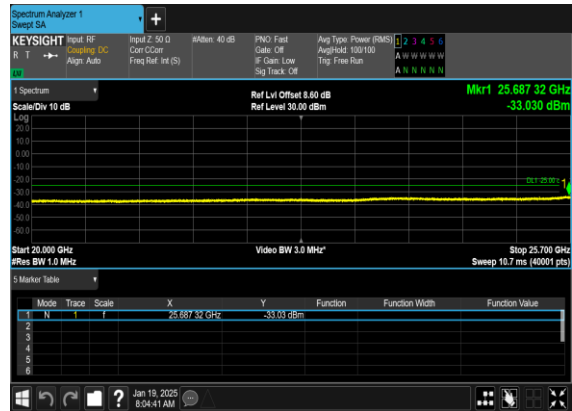 Spectrum Analyzer 1
Swept SA
+
KEYSIGHT Input: RF Input Z: 50 Ω #Atten: 40 dB PNO: Fast Avg Type: Power (RMS) 1 2 3 4 5 6
R T Coupling: DC Corr CCorr Gate: Off Avg|Hold: 100/100 A W W W W W
Align: Auto Freq Ref: Int (S) IF Gain: Low Trig: Free Run
Sig Track: Off A N N N N N
1 Spectrum Ref Lvl Offset 8.60 dB Mkr1 25.687 32 GHz
Scale/Div 10 dB Ref Level 30.00 dBm -33.030 dBm
Log
20.0
10.0
0.00
-10.0
-20.0
DL1 -25.00
1
-30.0
-40.0
-50.0
-60.0
Start 20.000 GHz Video BW 3.0 MHz* Stop 25.700 GHz
#Res BW 1.0 MHz Sweep 10.7 ms (40001 pts)
5 Marker Table
Mode Trace Scale X Y Function Function Width Function Value
1 N 1 f 25.687 32 GHz -33.03 dBm
2
3
4
5
6
? Jan 19, 2025
8:04:41 AM